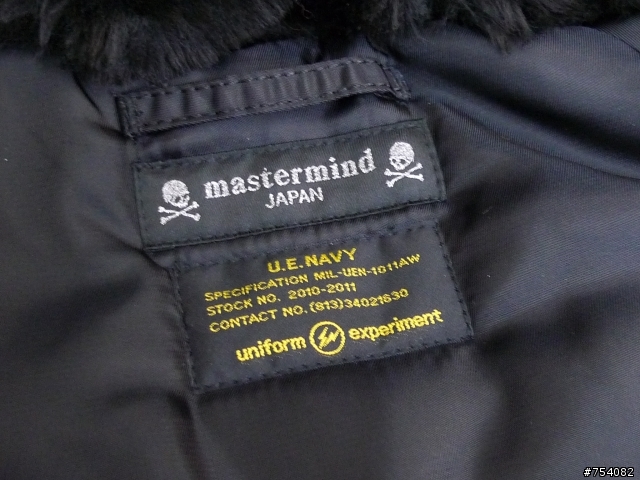 mastermind
JAPAN
U.E.NAVY
SPECIFICATION MIL-UEN-1011AW
STOCK NO. 2010-2011
CONTACT NO.(813)34021630
uniform experiment
#754082